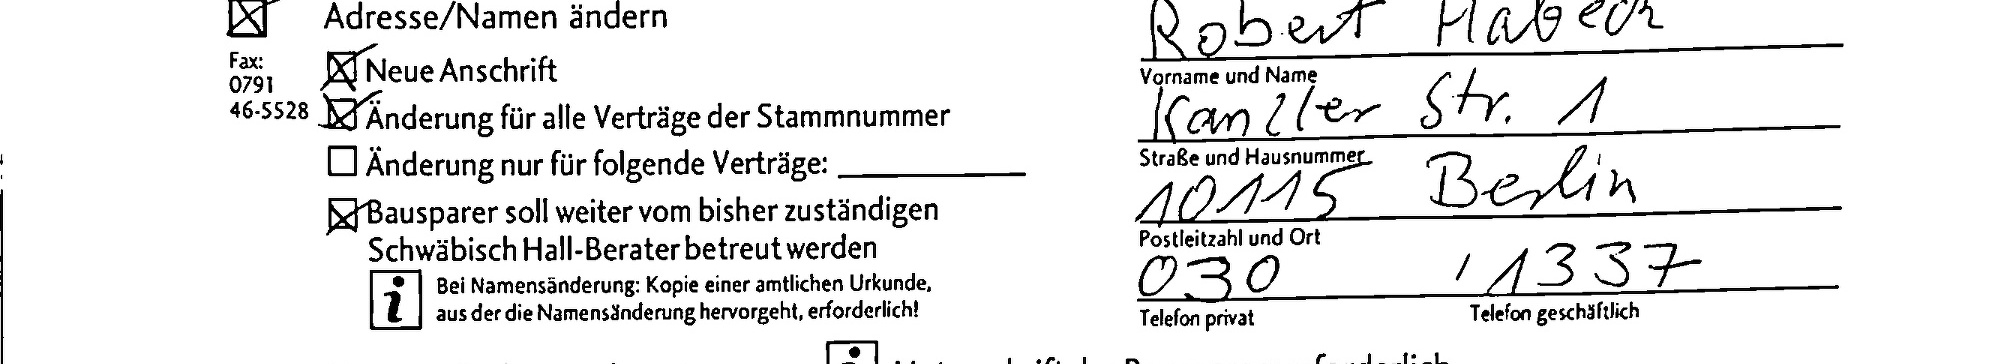 Adresse/Namen ändern
Fax:
0791
46-5528
Neue Anschrift
Änderung für alle Verträge der Stammnummer
Änderung nur für folgende Verträge:
Bausparer soll weiter vom bisher zuständigen
Schwäbisch Hall-Berater betreut werden
i Bei Namensänderung: Kopie einer amtlichen Urkunde,
aus der die Namensänderung hervorgeht, erforderlich!
Robert Habeck
Vorname und Name
Kanzler Str. 1
Straße und Hausnummer
10115 Berlin
Postleitzahl und Ort
030 / 1337
Telefon privat Telefon geschäftlich